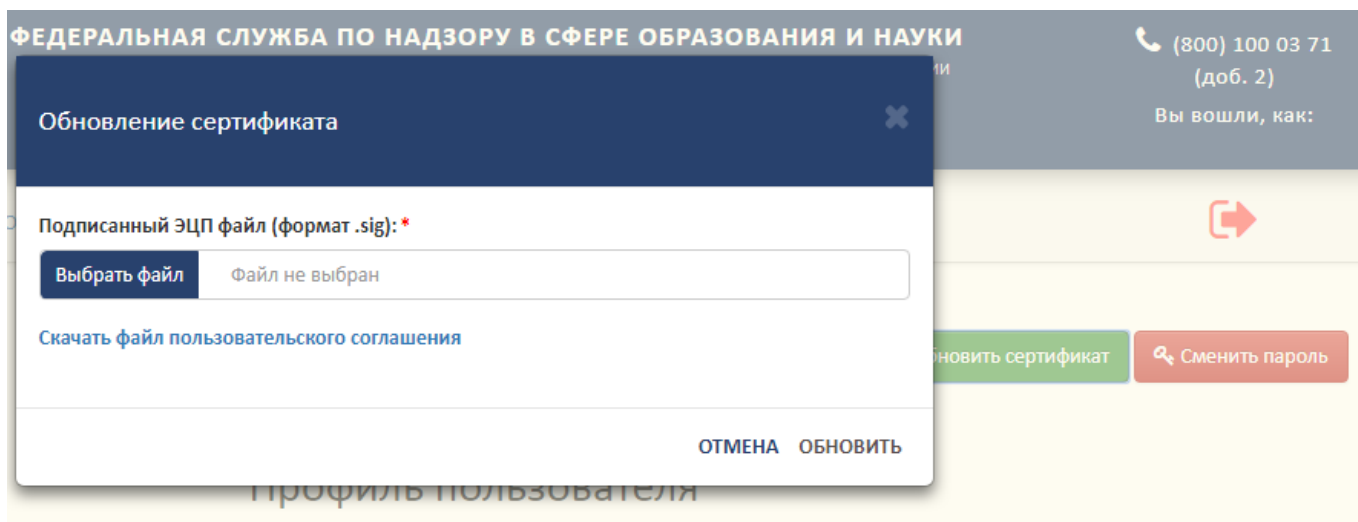 ФЕДЕРАЛЬНАЯ СЛУЖБА ПО НАДЗОРУ В СФЕРЕ ОБРАЗОВАНИЯ И НАУКИ
(800) 100 03 71
(доб. 2)
Вы вошли, как:
Обновление сертификата
Подписанный ЭЦП файл (формат .sig): *
Выбрать файл
Файл не выбран
Скачать файл пользовательского соглашения
новить сертификат
Сменить пароль
ОТМЕНА ОБНОВИТЬ
Профиль пользователя